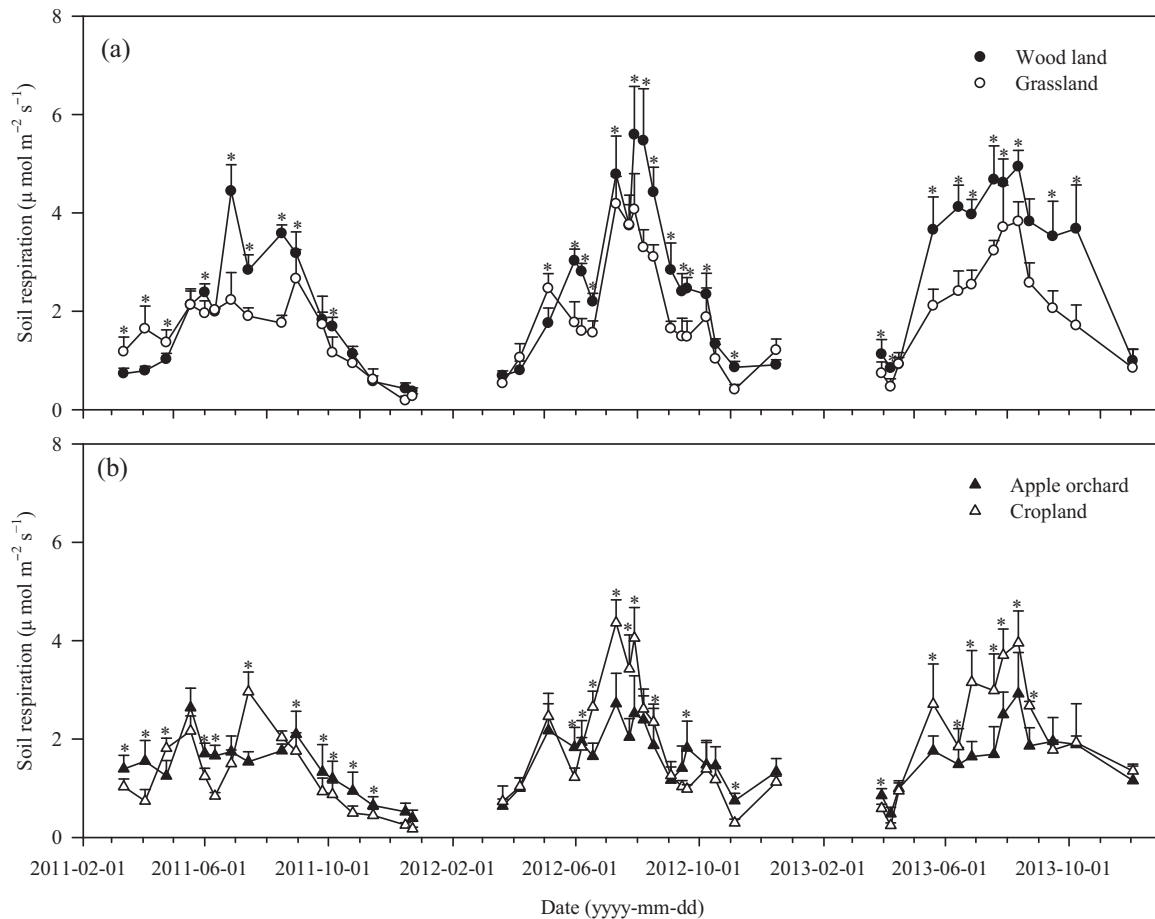 8
(a)
Wood land
Grassland
Soil respiration (μ mol m⁻² s⁻¹)
6
4
2
0
* * * * * * * * * *
* * * * * * * * * * * * * *
* * * * * * * * * *
8
(b)
Apple orchard
Cropland
Soil respiration (μ mol m⁻² s⁻¹)
6
4
2
0
2011-02-01 2011-06-01 2011-10-01 2012-02-01 2012-06-01 2012-10-01 2013-02-01 2013-06-01 2013-10-01
Date (yyyy-mm-dd)